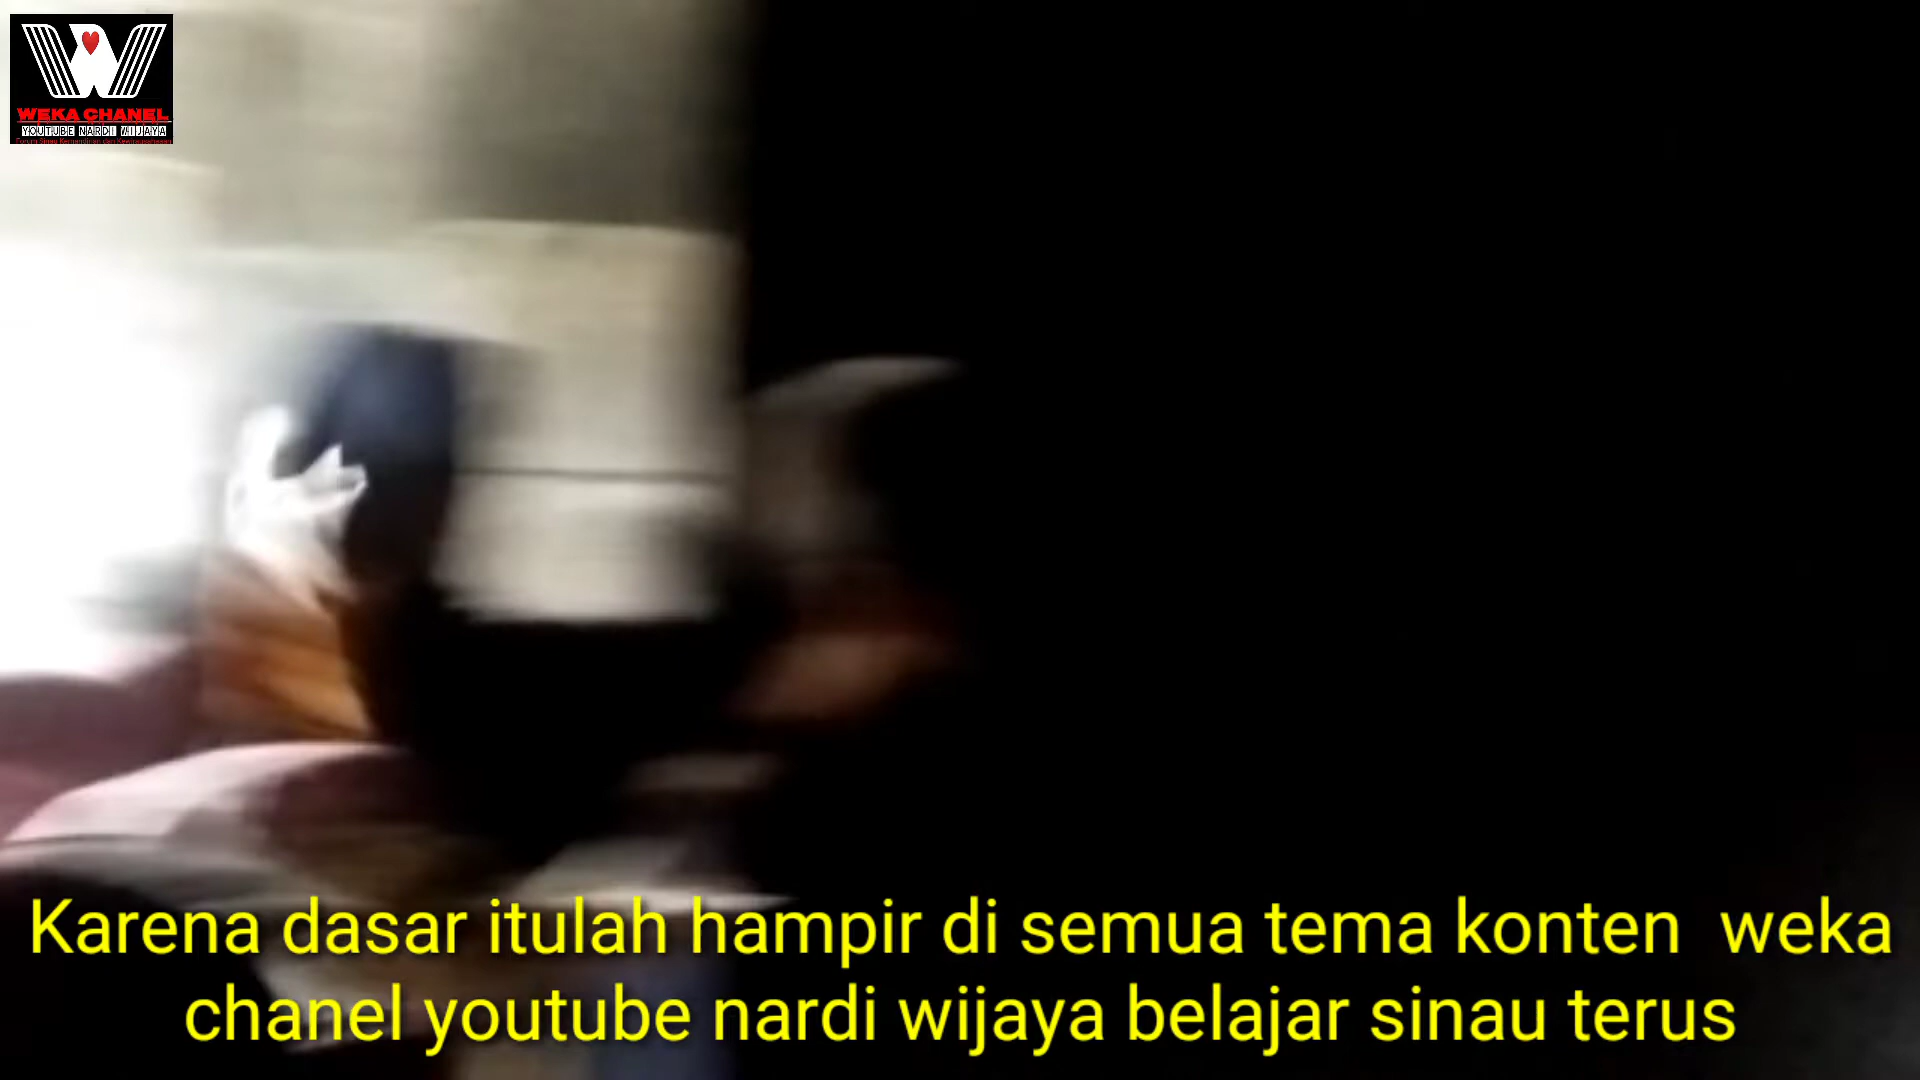 WEKA CHANEL
YOUTUBE NARDI WIJAYA
Karena dasar itulah hampir di semua tema konten weka
chanel youtube nardi wijaya belajar sinau terus